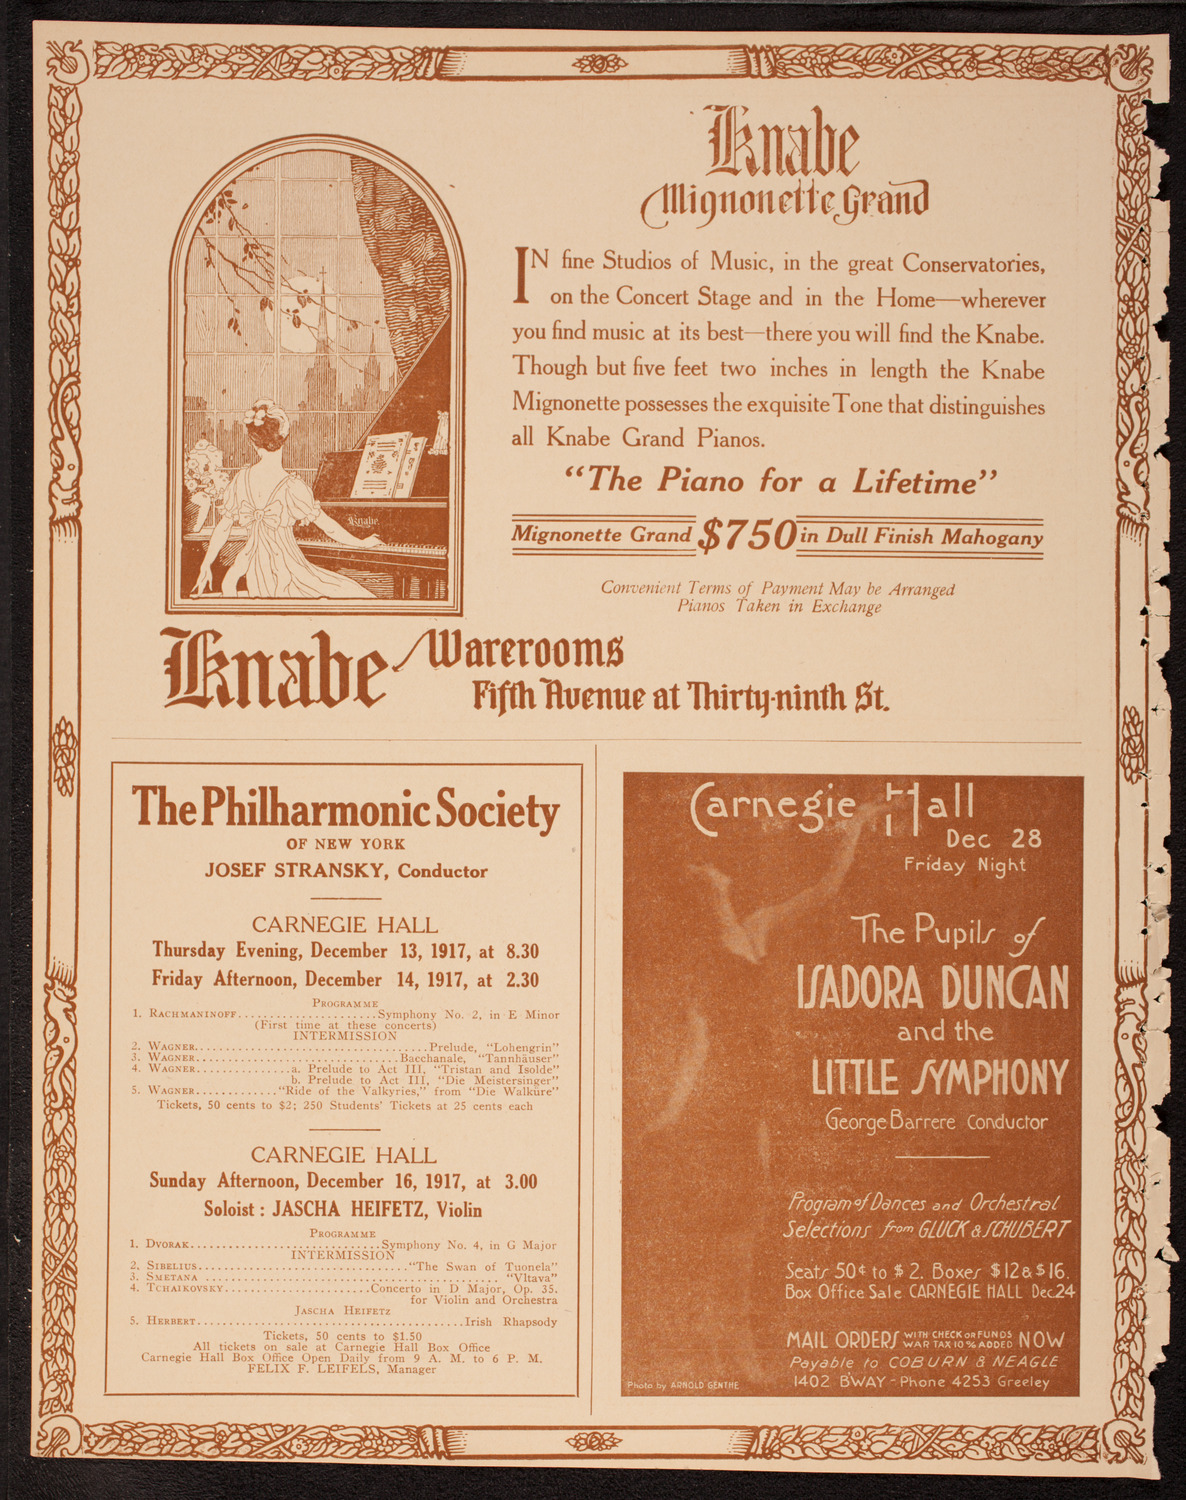 Knabe
Mignonette Grand
IN fine Studios of Music, in the great Conservatories,
on the Concert Stage and in the Home—wherever
you find music at its best—there you will find the Knabe.
Though but five feet two inches in length the Knabe
Mignonette possesses the exquisite Tone that distinguishes
all Knabe Grand Pianos.
"The Piano for a Lifetime"
Mignonette Grand $750 in Dull Finish Mahogany
Convenient Terms of Payment May be Arranged
Pianos Taken in Exchange
Knabe
Knabe Warerooms
Fifth Avenue at Thirty-ninth St.
The Philharmonic Society
OF NEW YORK
JOSEF STRANSKY, Conductor
CARNEGIE HALL
Thursday Evening, December 13, 1917, at 8.30
Friday Afternoon, December 14, 1917, at 2.30
PROGRAMME
1. RACHMANINOFF......................Symphony No. 2, in E Minor
(First time at these concerts)
INTERMISSION
2. WAGNER...................................Prelude, "Lohengrin"
3. WAGNER..............................Bacchanale, "Tannhäuser"
4. WAGNER..............a. Prelude to Act III, "Tristan and Isolde"
b. Prelude to Act III, "Die Meistersinger"
5. WAGNER............"Ride of the Valkyries," from "Die Walküre"
Tickets, 50 cents to $2; 250 Students' Tickets at 25 cents each
CARNEGIE HALL
Sunday Afternoon, December 16, 1917, at 3.00
Soloist: JASCHA HEIFETZ, Violin
PROGRAMME
1. DVORAK............................Symphony No. 4, in G Major
INTERMISSION
2. SIBELIUS................................"The Swan of Tuonela"
3. SMETANA ............................................ "Vltava"
4. TCHAIKOVSKY......................Concerto in D Major, Op. 35.
for Violin and Orchestra
JASCHA HEIFETZ
5. HERBERT........................................Irish Rhapsody
Tickets, 50 cents to $1.50
All tickets on sale at Carnegie Hall Box Office
Carnegie Hall Box Office Open Daily from 9 A. M. to 6 P. M.
FELIX F. LEIFELS, Manager
Carnegie Hall
Dec 28
Friday Night
The Pupils of
ISADORA DUNCAN
and the
LITTLE SYMPHONY
George Barrere Conductor
Program of Dances and Orchestral
Selections from GLUCK & SCHUBERT
Seats 50¢ to $2. Boxes $12 & $16.
Box Office Sale CARNEGIE HALL Dec. 24
MAIL ORDERS WITH CHECK OR FUNDS WAR TAX 10% ADDED NOW
Payable to COBURN & NEAGLE
1402 B'WAY - Phone 4253 Greeley
Photo by ARNOLD GENTHE